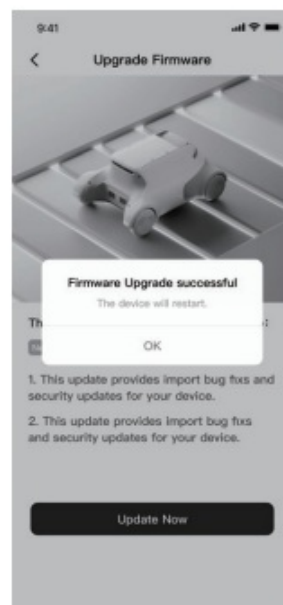 9:41
Upgrade Firmware
Firmware Upgrade successful
The device will restart.
Th :
OK
1. This update provides import bug fixs and
security updates for your device.
2. This update provides import bug fixs
and security updates for your device.
Update Now